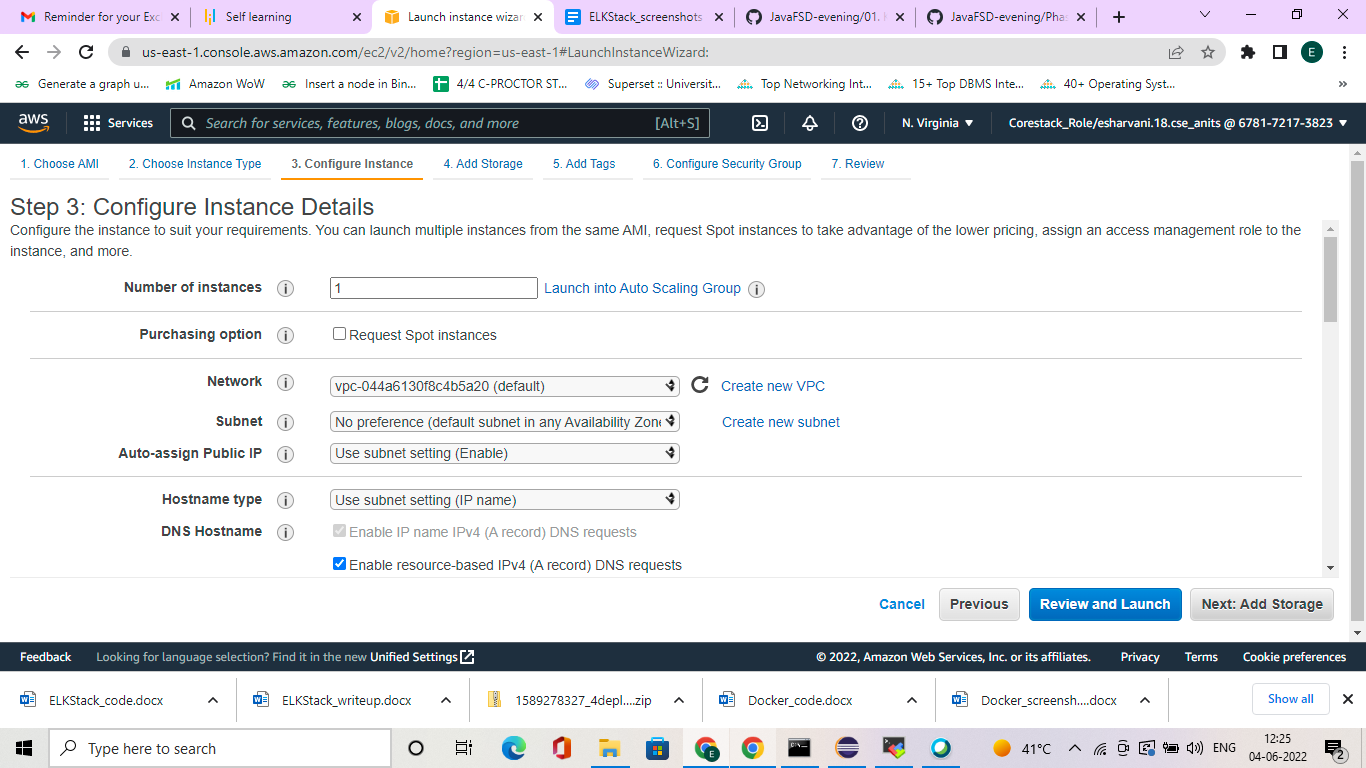 Reminder for your Exc
Self learning
Launch instance wizar
ELKStack_screenshots
JavaFSD-evening/01.
JavaFSD-evening/Pha
us-east-1.console.aws.amazon.com/ec2/v2/home?region=us-east-1#LaunchInstanceWizard:
E
Generate a graph u...
Amazon WoW
Insert a node in Bin...
4/4 C-PROCTOR ST...
Superset :: Universit...
Top Networking Int...
15+ Top DBMS Inte...
40+ Operating Syst...
»
aws
Services
Search for services, features, blogs, docs, and more
[Alt+S]
N. Virginia
Corestack_Role/esharvani.18.cse_anits @ 6781-7217-3823
1. Choose AMI
2. Choose Instance Type
3. Configure Instance
4. Add Storage
5. Add Tags
6. Configure Security Group
7. Review
Step 3: Configure Instance Details
Configure the instance to suit your requirements. You can launch multiple instances from the same AMI, request Spot instances to take advantage of the lower pricing, assign an access management role to the
instance, and more.
Number of instances
1
Launch into Auto Scaling Group
Purchasing option
Request Spot instances
Network
vpc-044a6130f8c4b5a20 (default)
Create new VPC
Subnet
No preference (default subnet in any Availability Zone
Create new subnet
Auto-assign Public IP
Use subnet setting (Enable)
Hostname type
Use subnet setting (IP name)
DNS Hostname
Enable IP name IPv4 (A record) DNS requests
Enable resource-based IPv4 (A record) DNS requests
Cancel
Previous
Review and Launch
Next: Add Storage
Feedback
Looking for language selection? Find it in the new Unified Settings
© 2022, Amazon Web Services, Inc. or its affiliates.
Privacy
Terms
Cookie preferences
ELKStack_code.docx
ELKStack_writeup.docx
1589278327_4depl....zip
Docker_code.docx
Docker_screensh....docx
Show all
Type here to search
41°C
ENG
12:25
04-06-2022
2